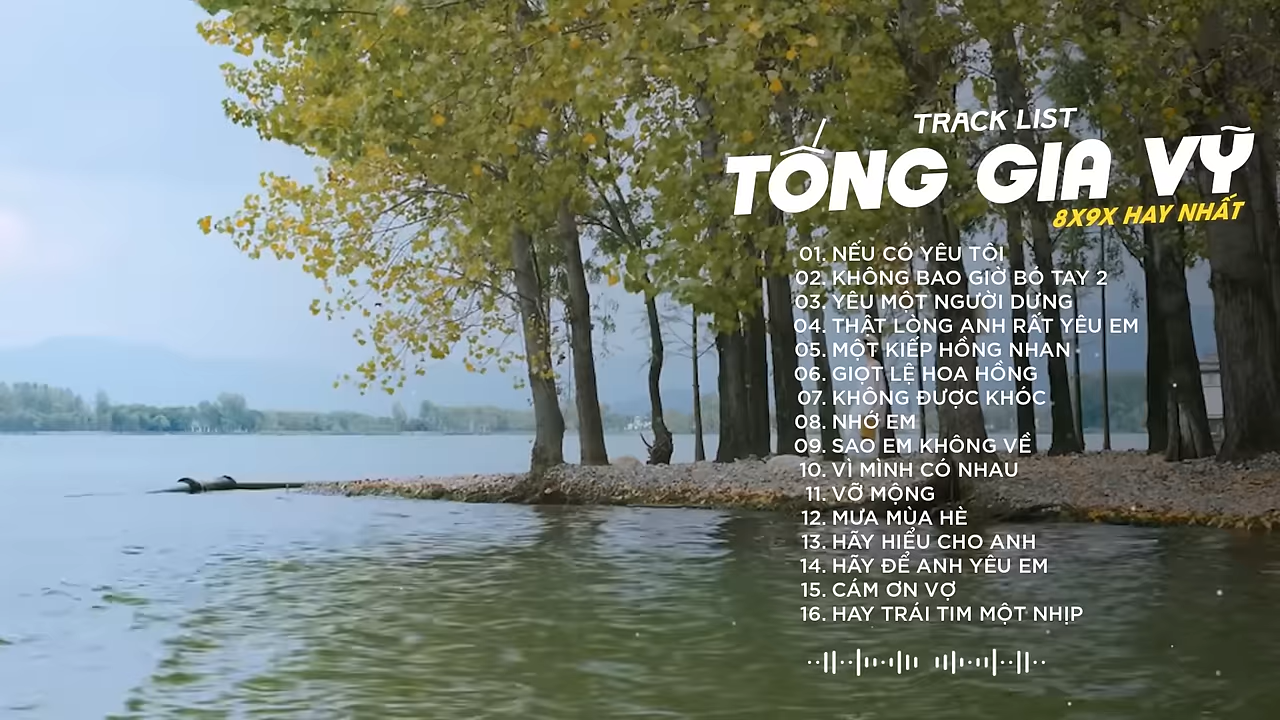 TRACK LIST
TỐNG GIA VỸ
8X9X HAY NHẤT
01. NẾU CÓ YÊU TÔI
02. KHÔNG BAO GIỜ BỎ TAY 2
03. YÊU MỘT NGƯỜI DƯNG
04. THẬT LÒNG ANH RẤT YÊU EM
05. MỘT KIẾP HỒNG NHAN
06. GIỌT LỆ HOA HỒNG
07. KHÔNG ĐƯỢC KHÓC
08. NHỚ EM
09. SAO EM KHÔNG VỀ
10. VÌ MÌNH CÓ NHAU
11. VỠ MỘNG
12. MƯA MÙA HÈ
13. HÃY HIỂU CHO ANH
14. HÃY ĐỂ ANH YÊU EM
15. CÁM ƠN VỢ
16. HAY TRÁI TIM MỘT NHỊP